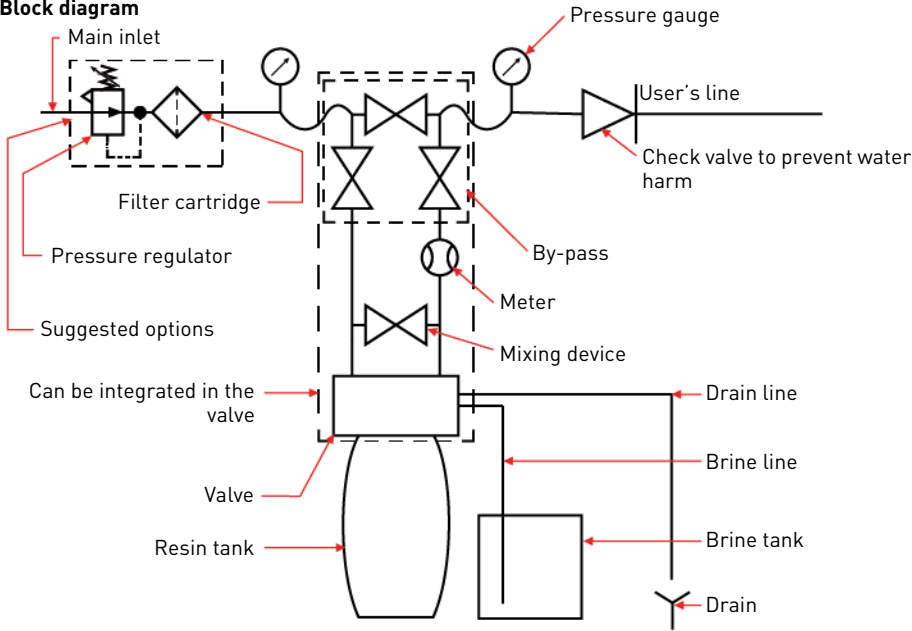 Block diagram
Main inlet
Pressure gauge
User's line
Check valve to prevent water
harm
Filter cartridge
Pressure regulator
By-pass
Meter
Suggested options
Mixing device
Can be integrated in the
valve
Drain line
Brine line
Valve
Resin tank
Brine tank
Drain